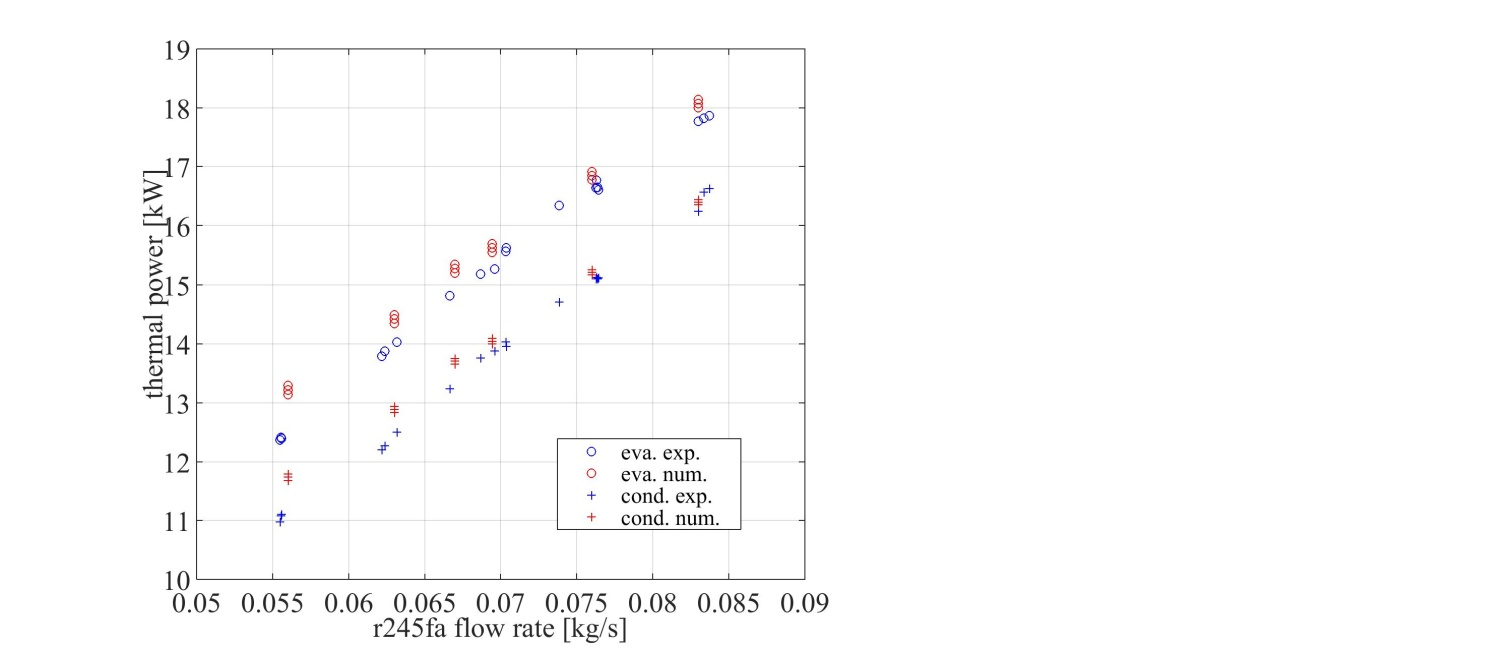 19
18
17
16
15
14
13
12
11
10
thermal power [kW]
eva. exp.
eva. num.
cond. exp.
cond. num.
0.05 0.055 0.06 0.065 0.07 0.075 0.08 0.085 0.09
r245fa flow rate [kg/s]